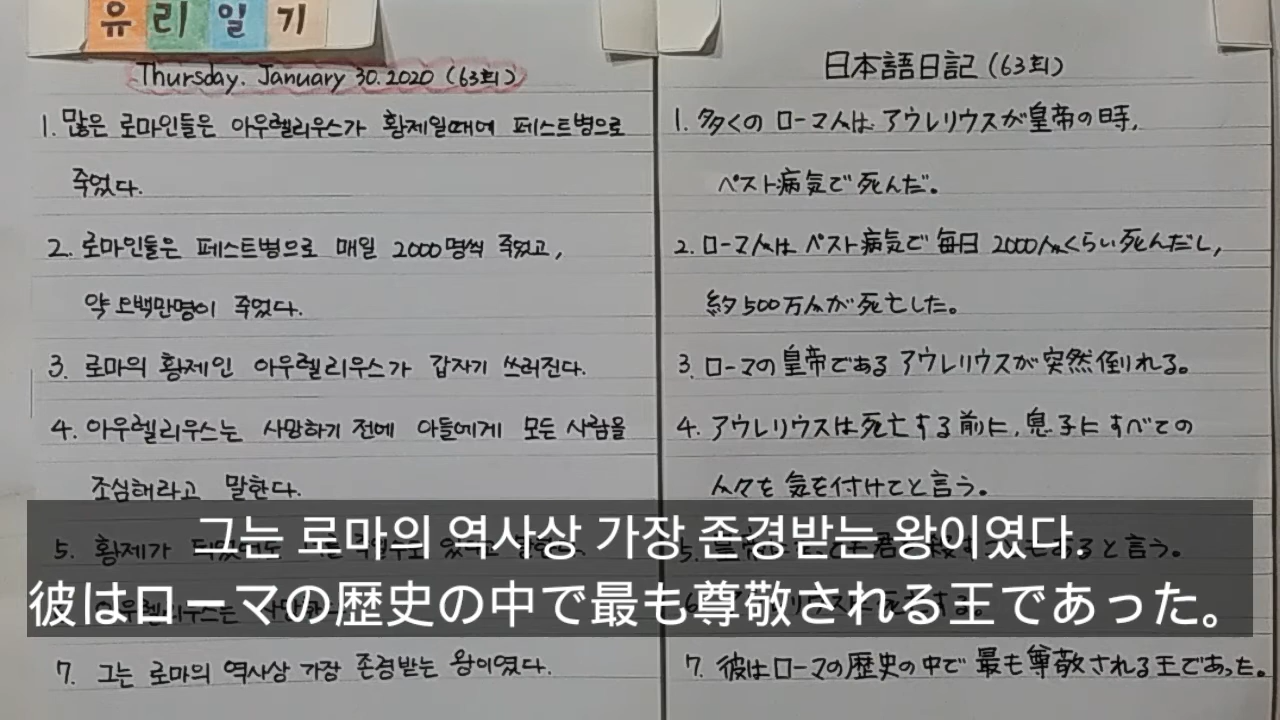 유리일기
Thursday. January 30. 2020 (63회)
1. 많은 로마인들은 아우렐리우스가 황제일때에 페스트병으로
죽었다.
2. 로마인들은 페스트병으로 매일 2000명씩 죽었고,
약 오백만명이 죽었다.
3. 로마의 황제인 아우렐리우스가 갑자기 쓰러진다.
4. 아우렐리우스는 사망하기 전에 아들에게 모든 사람을
조심해라고 말한다.
5. 황제가
아우렐리우스는
7. 그는 로마의 역사상 가장 존경받는 왕이였다.
日本語日記 (63회)
1. 多くのローマ人は アウレリウスが皇帝の時,
ペスト病気で 死んだ。
2. ローマ人は ペスト病気で 毎日 2000人くらい死んだし,
約500万人が 死亡した。
3. ローマの 皇帝である アウレリウスが 突然 倒れる。
4. アウレリウスは 死亡する前に, 息子に すべての
人々を 気を付けてと 言う。
と言う。
7. 彼は ローマの歴史の中で 最も 尊敬される王であった。
그는 로마의 역사상 가장 존경받는 왕이였다.
彼はローマの歴史の中で最も尊敬される王であった。